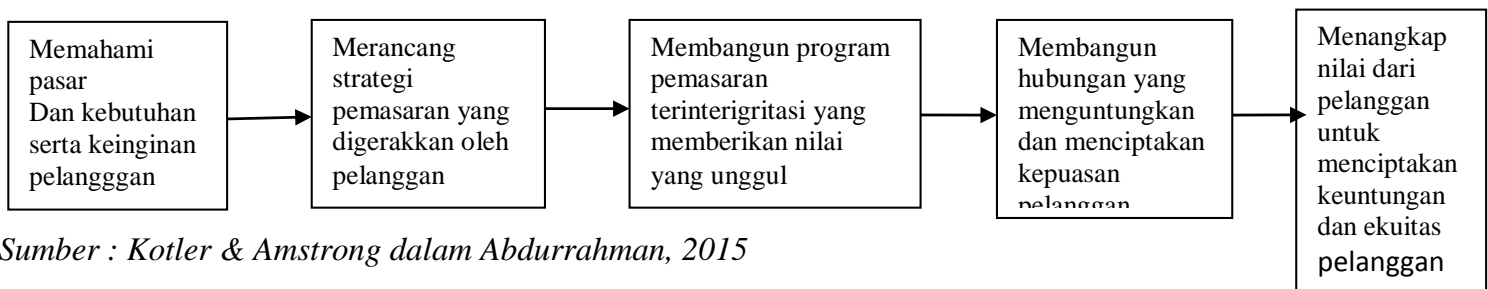 Memahami
pasar
Dan kebutuhan
serta keinginan
pelangggan
Merancang
strategi
pemasaran yang
digerakkan oleh
pelanggan
Membangun program
pemasaran
terinterigritasi yang
memberikan nilai
yang unggul
Membangun
hubungan yang
menguntungkan
dan menciptakan
kepuasan
pelanggan
Menangkap
nilai dari
pelanggan
untuk
menciptakan
keuntungan
dan ekuitas
pelanggan
Sumber : Kotler & Amstrong dalam Abdurrahman, 2015